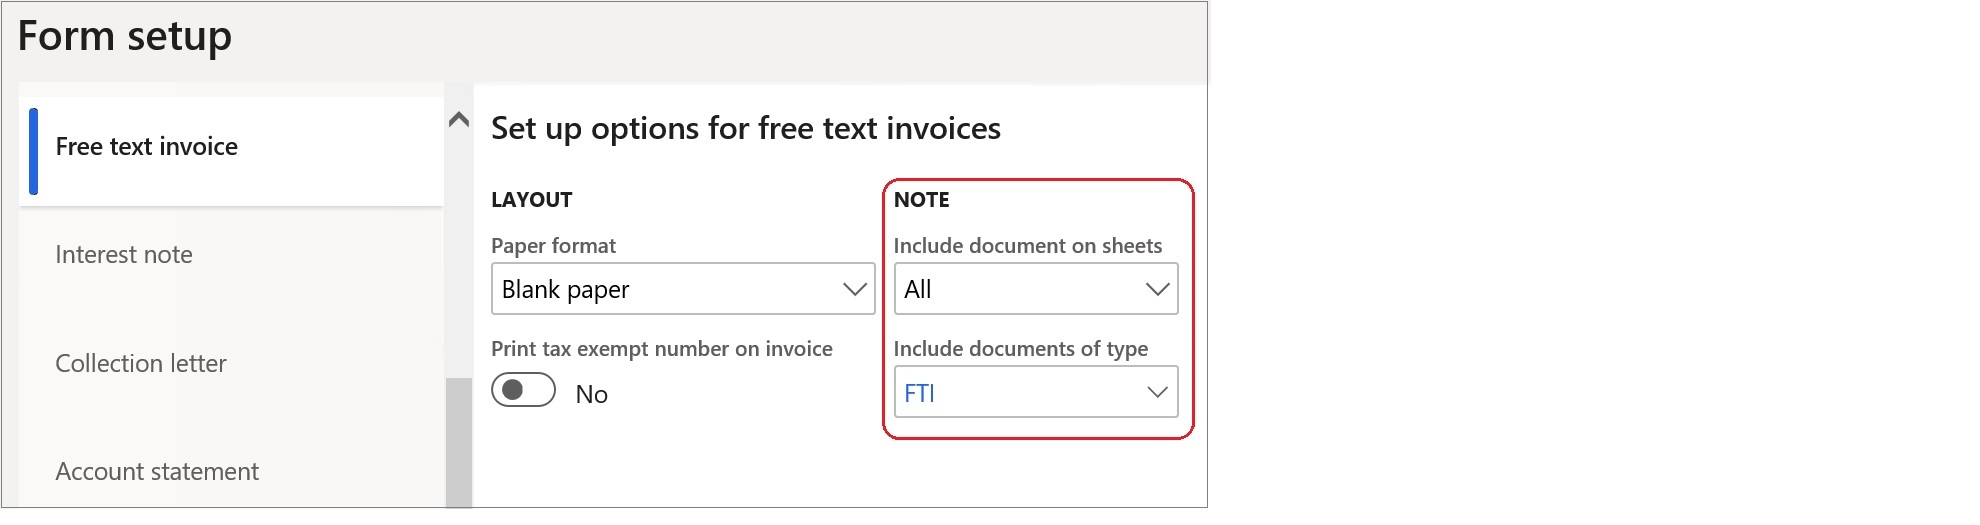 Form setup
Free text invoice
Interest note
Collection letter
Account statement
Set up options for free text invoices
LAYOUT
Paper format
Blank paper
Print tax exempt number on invoice
No
NOTE
Include document on sheets
All
Include documents of type
FTI